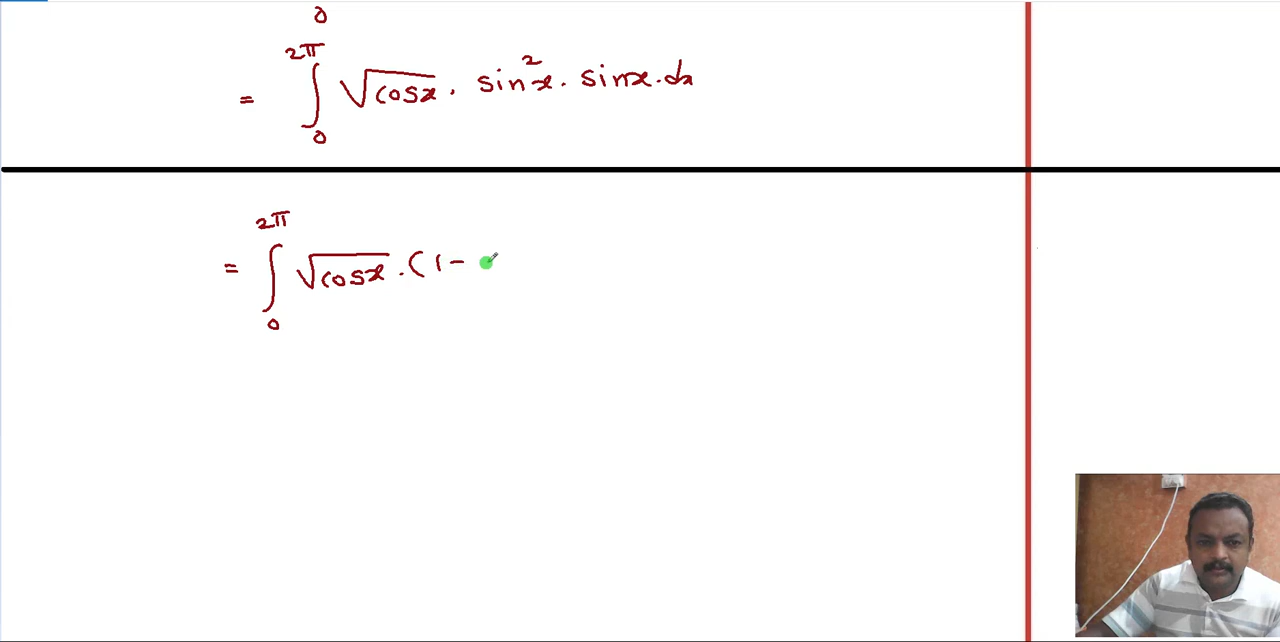 0
2π
= ∫ √cosx . sin²x . sinx . dx
0
2π
= ∫ √cosx . (1 -
0